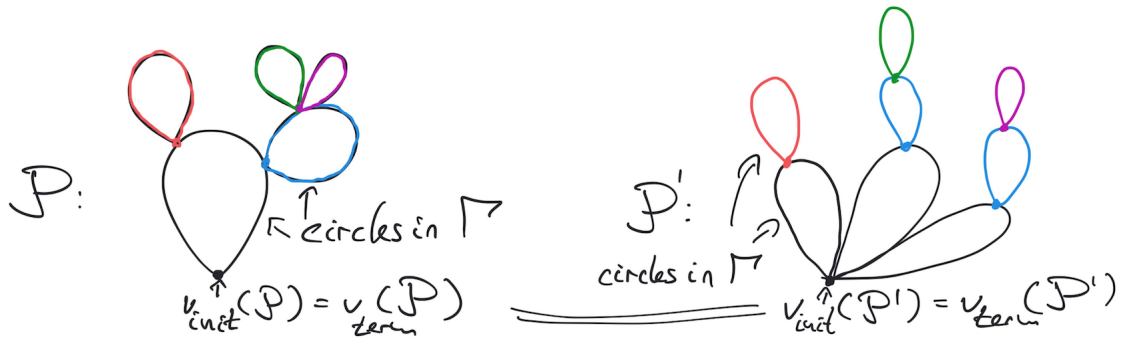 𝒫:
circles in Γ
v_init(𝒫) = v_term(𝒫)
𝒫':
circles in Γ
v_init(𝒫') = v_term(𝒫')